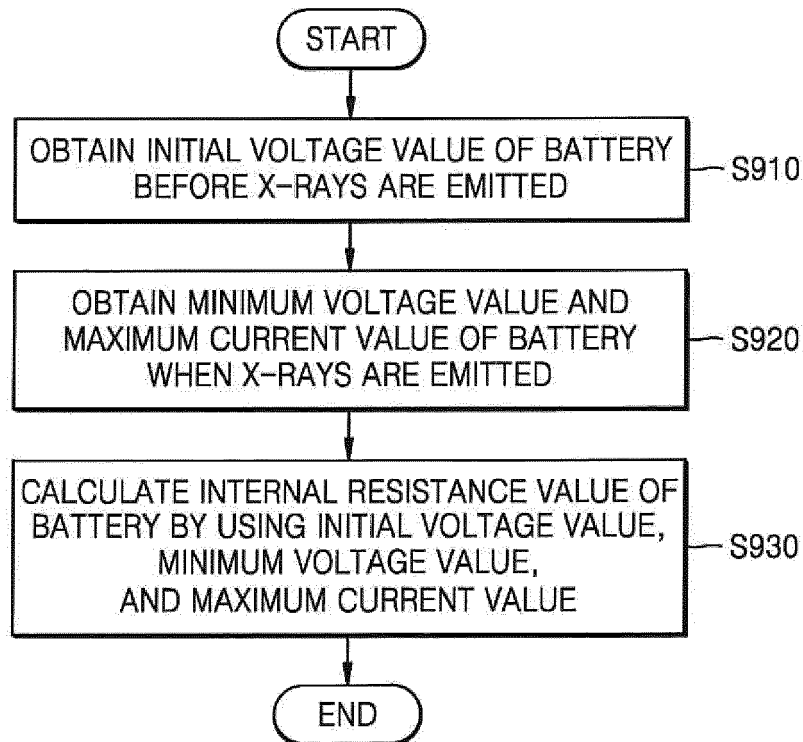 START
OBTAIN INITIAL VOLTAGE VALUE OF BATTERY
BEFORE X-RAYS ARE EMITTED
S910
OBTAIN MINIMUM VOLTAGE VALUE AND
MAXIMUM CURRENT VALUE OF BATTERY
WHEN X-RAYS ARE EMITTED
S920
CALCULATE INTERNAL RESISTANCE VALUE OF
BATTERY BY USING INITIAL VOLTAGE VALUE,
MINIMUM VOLTAGE VALUE,
AND MAXIMUM CURRENT VALUE
S930
END